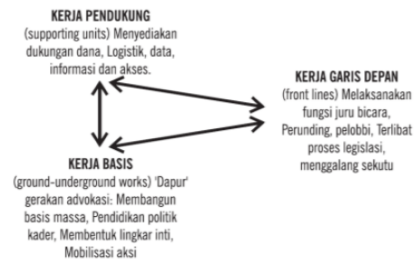 KERJA PENDUKUNG
(supporting units) Menyediakan
dukungan dana, Logistik, data,
informasi dan akses.
KERJA GARIS DEPAN
(front lines) Melaksanakan
fungsi juru bicara,
Perunding, pelobbi, Terlibat
proses legislasi,
menggalang sekutu
KERJA BASIS
(ground-underground works) 'Dapur'
gerakan advokasi: Membangun
basis massa, Pendidikan politik
kader, Membentuk lingkar inti,
Mobilisasi aksi